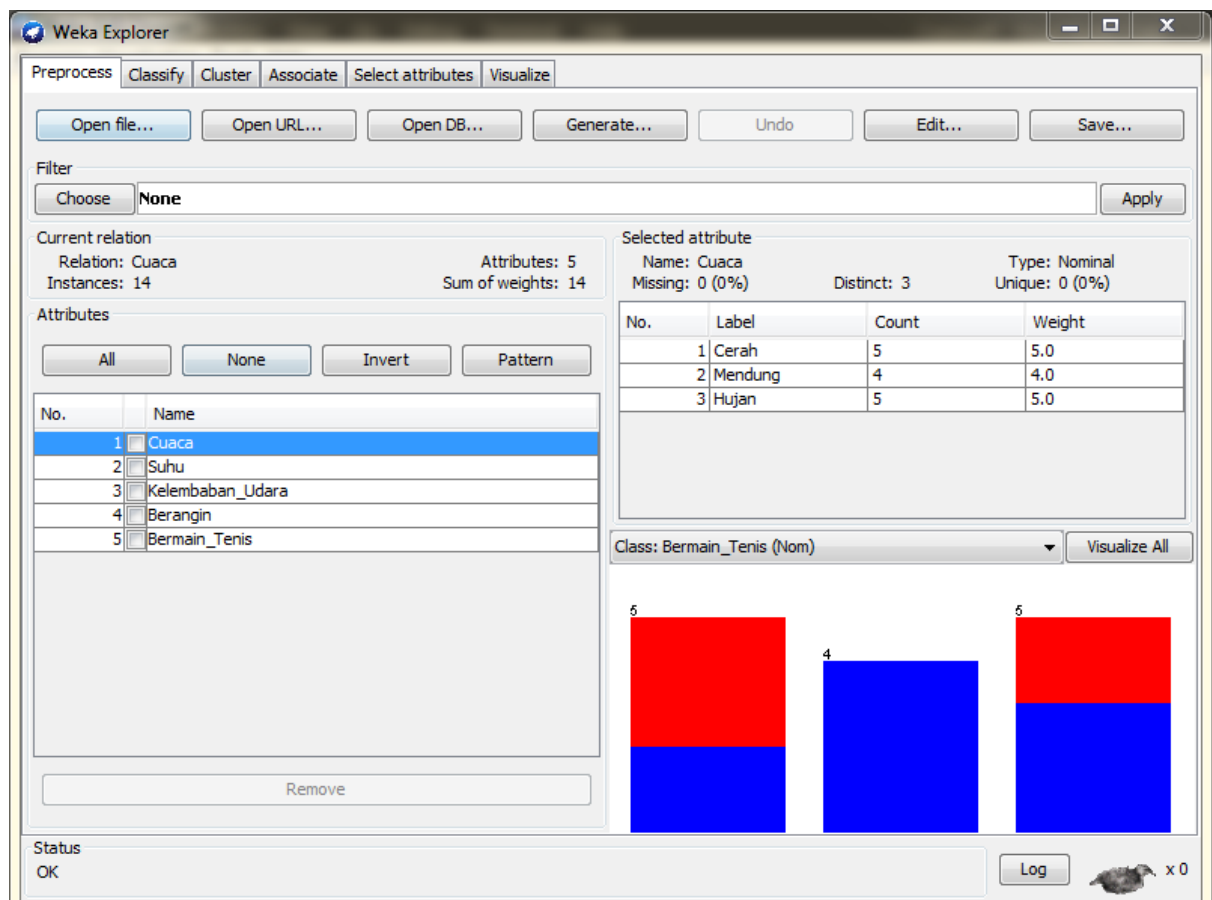 Weka Explorer
Preprocess Classify Cluster Associate Select attributes Visualize
Open file... Open URL... Open DB... Generate... Undo Edit... Save...
Filter
Choose None Apply
Current relation
Relation: Cuaca Attributes: 5
Instances: 14 Sum of weights: 14
Attributes
All None Invert Pattern
No. Name
1 Cuaca
2 Suhu
3 Kelembaban_Udara
4 Berangin
5 Bermain_Tenis
Remove
Selected attribute
Name: Cuaca Type: Nominal
Missing: 0 (0%) Distinct: 3 Unique: 0 (0%)
No. Label Count Weight
1 Cerah 5 5.0
2 Mendung 4 4.0
3 Hujan 5 5.0
Class: Bermain_Tenis (Nom) Visualize All
5 4 5
Status
OK
Log x 0